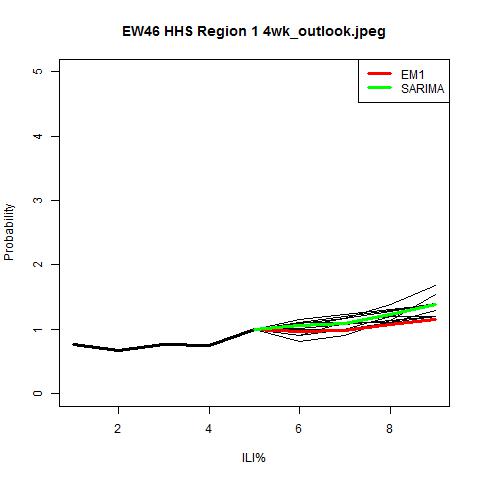 EW46 HHS Region 1 4wk_outlook.jpeg
EM1
SARIMA
5
4
3
2
1
0
Probability
2 4 6 8
ILI%